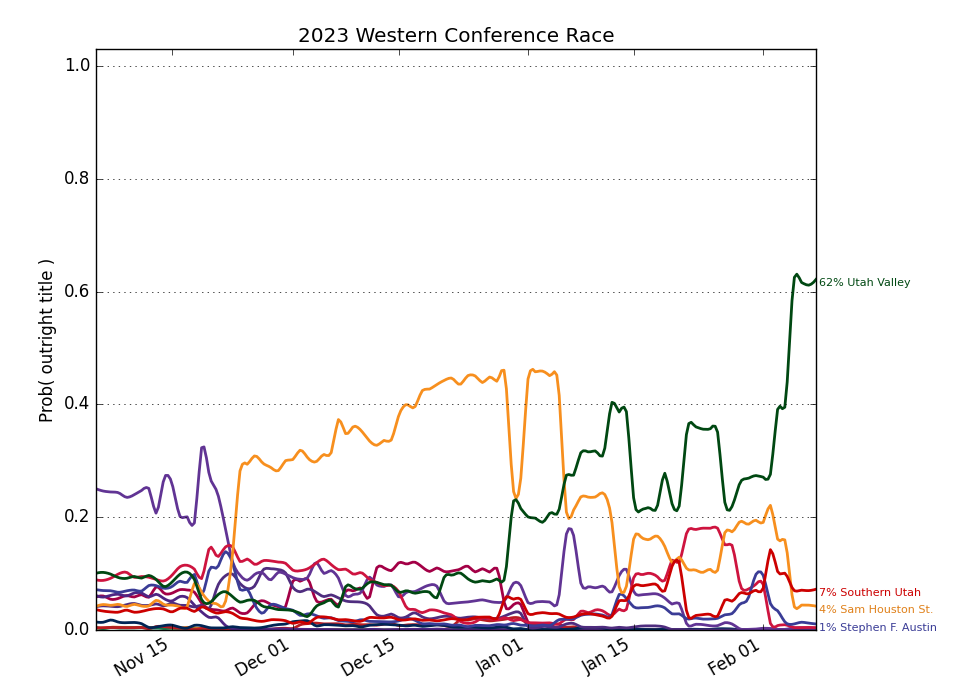 2023 Western Conference Race
1.0
0.8
0.6
0.4
0.2
0.0
Prob( outright title )
62% Utah Valley
7% Southern Utah
4% Sam Houston St.
1% Stephen F. Austin
Nov 15
Dec 01
Dec 15
Jan 01
Jan 15
Feb 01